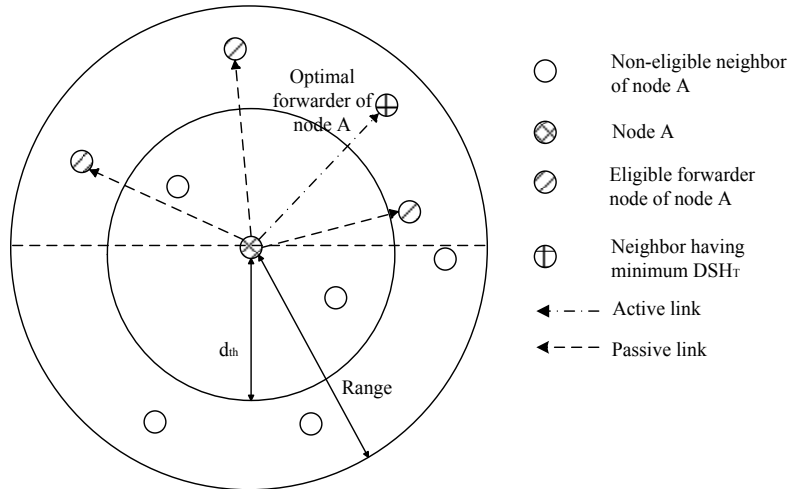 Optimal
forwarder of
node A
dth
Range
Non-eligible neighbor
of node A
Node A
Eligible forwarder
node of node A
Neighbor having
minimum DSHT
Active link
Passive link